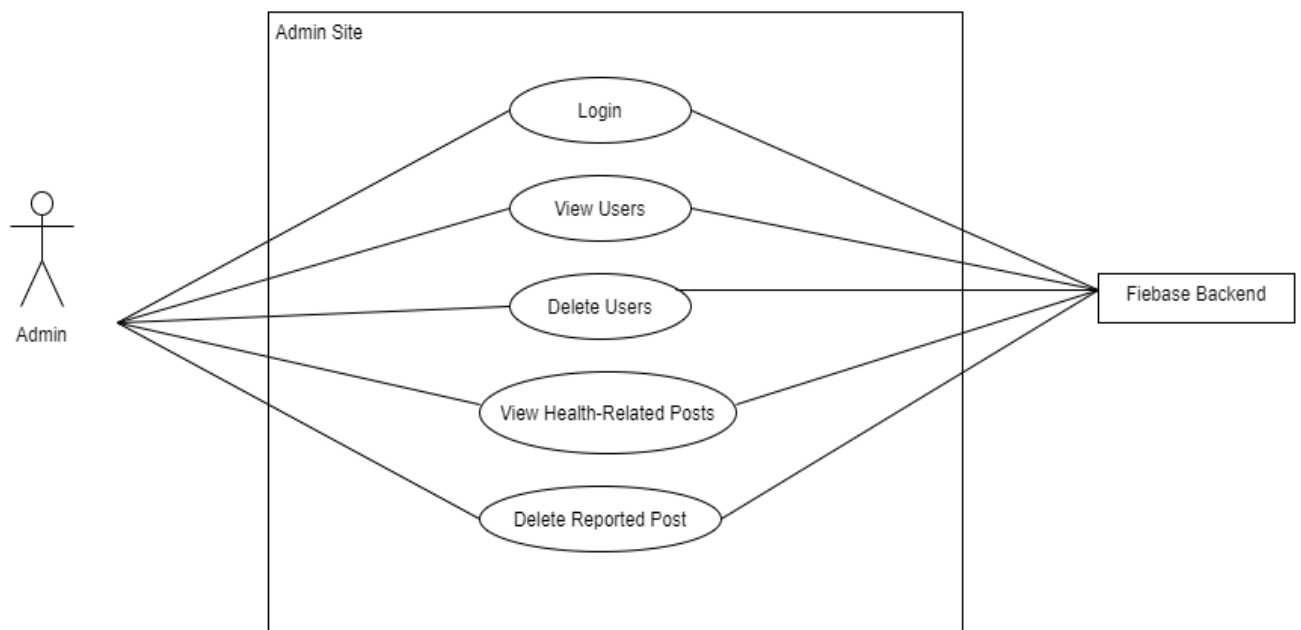 Admin Site
Login
View Users
Delete Users
Fiebase Backend
Admin
View Health-Related Posts
Delete Reported Post